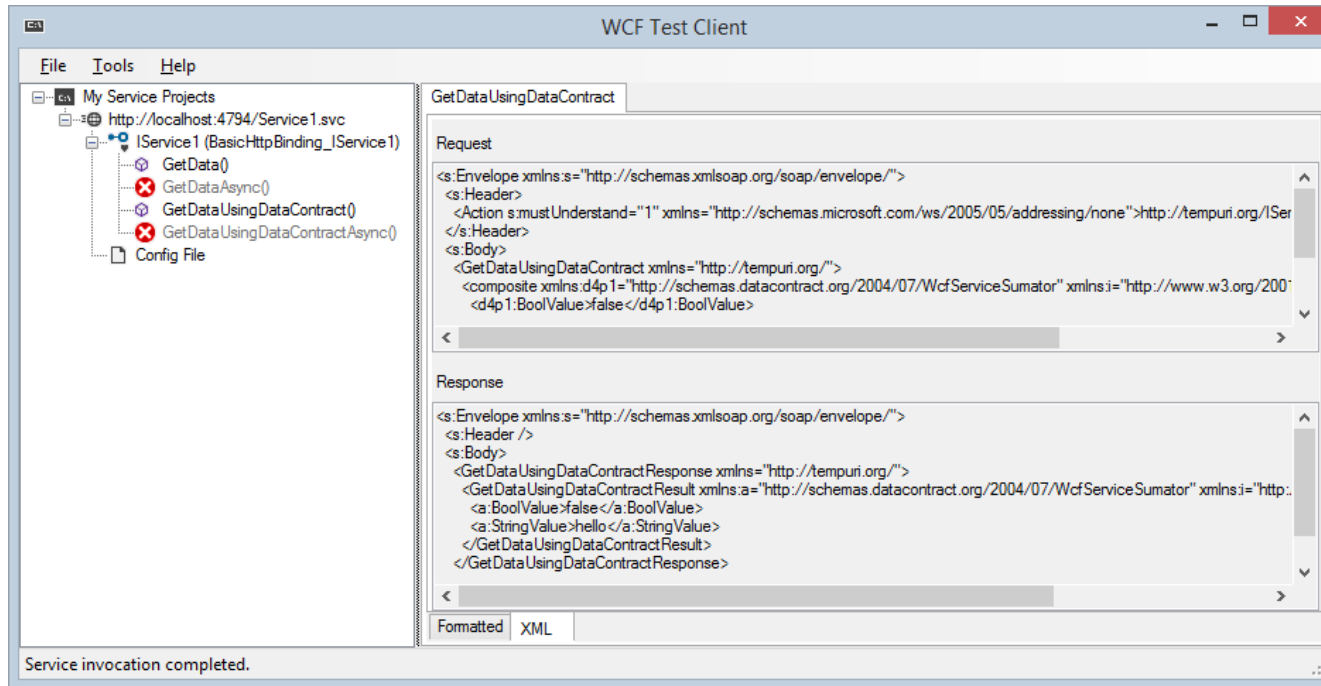 WCF Test Client
File Tools Help
My Service Projects
http://localhost:4794/Service1.svc
IService1 (BasicHttpBinding_IService1)
GetData()
GetDataAsync()
GetDataUsingDataContract()
GetDataUsingDataContractAsync()
Config File
GetDataUsingDataContract
Request
<s:Envelope xmlns:s="http://schemas.xmlsoap.org/soap/envelope/">
<s:Header>
<Action s:mustUnderstand="1" xmlns="http://schemas.microsoft.com/ws/2005/05/addressing/none">http://tempuri.org/ISer
</s:Header>
<s:Body>
<GetDataUsingDataContract xmlns="http://tempuri.org/">
<composite xmlns:d4p1="http://schemas.datacontract.org/2004/07/WcfServiceSumator" xmlns:i="http://www.w3.org/2001
<d4p1:BoolValue>false</d4p1:BoolValue>
Response
<s:Envelope xmlns:s="http://schemas.xmlsoap.org/soap/envelope/">
<s:Header />
<s:Body>
<GetDataUsingDataContractResponse xmlns="http://tempuri.org/">
<GetDataUsingDataContractResult xmlns:a="http://schemas.datacontract.org/2004/07/WcfServiceSumator" xmlns:i="http:.
<a:BoolValue>false</a:BoolValue>
<a:StringValue>hello</a:StringValue>
</GetDataUsingDataContractResult>
</GetDataUsingDataContractResponse>
Formatted XML
Service invocation completed.